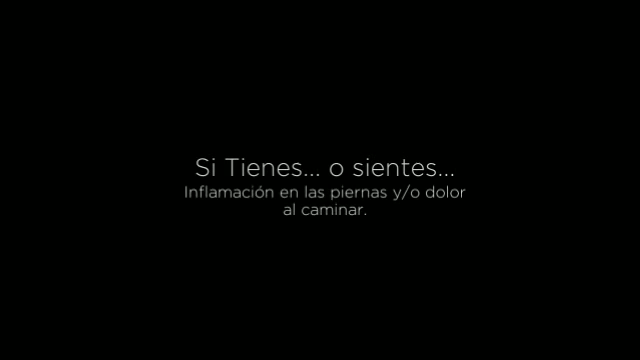 Si Tienes... o sientes...
Inflamación en las piernas y/o dolor
al caminar.